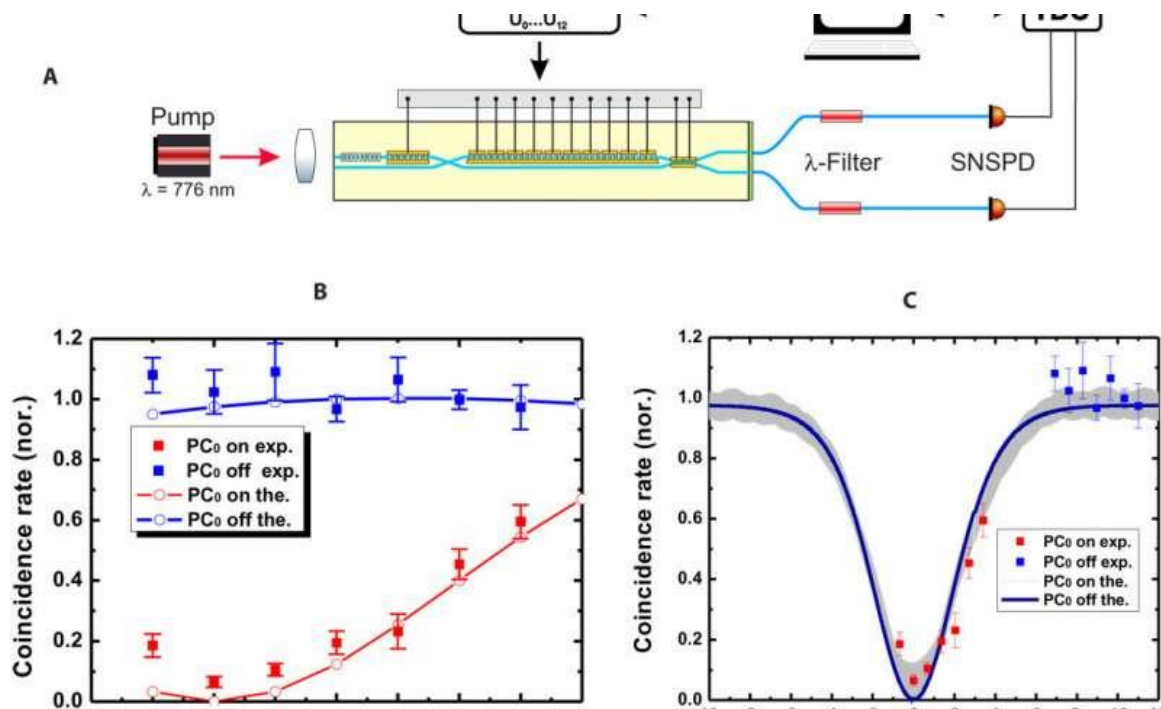 U₀...U₁₂
A
Pump
λ = 776 nm
λ-Filter
SNSPD
B
C
Coincidence rate (nor.)
1.2
1.0
0.8
0.6
0.4
0.2
0.0
PC₀ on exp.
PC₀ off exp.
PC₀ on the.
PC₀ off the.
Coincidence rate (nor.)
1.2
1.0
0.8
0.6
0.4
0.2
0.0
PC₀ on exp.
PC₀ off exp.
PC₀ on the.
PC₀ off the.